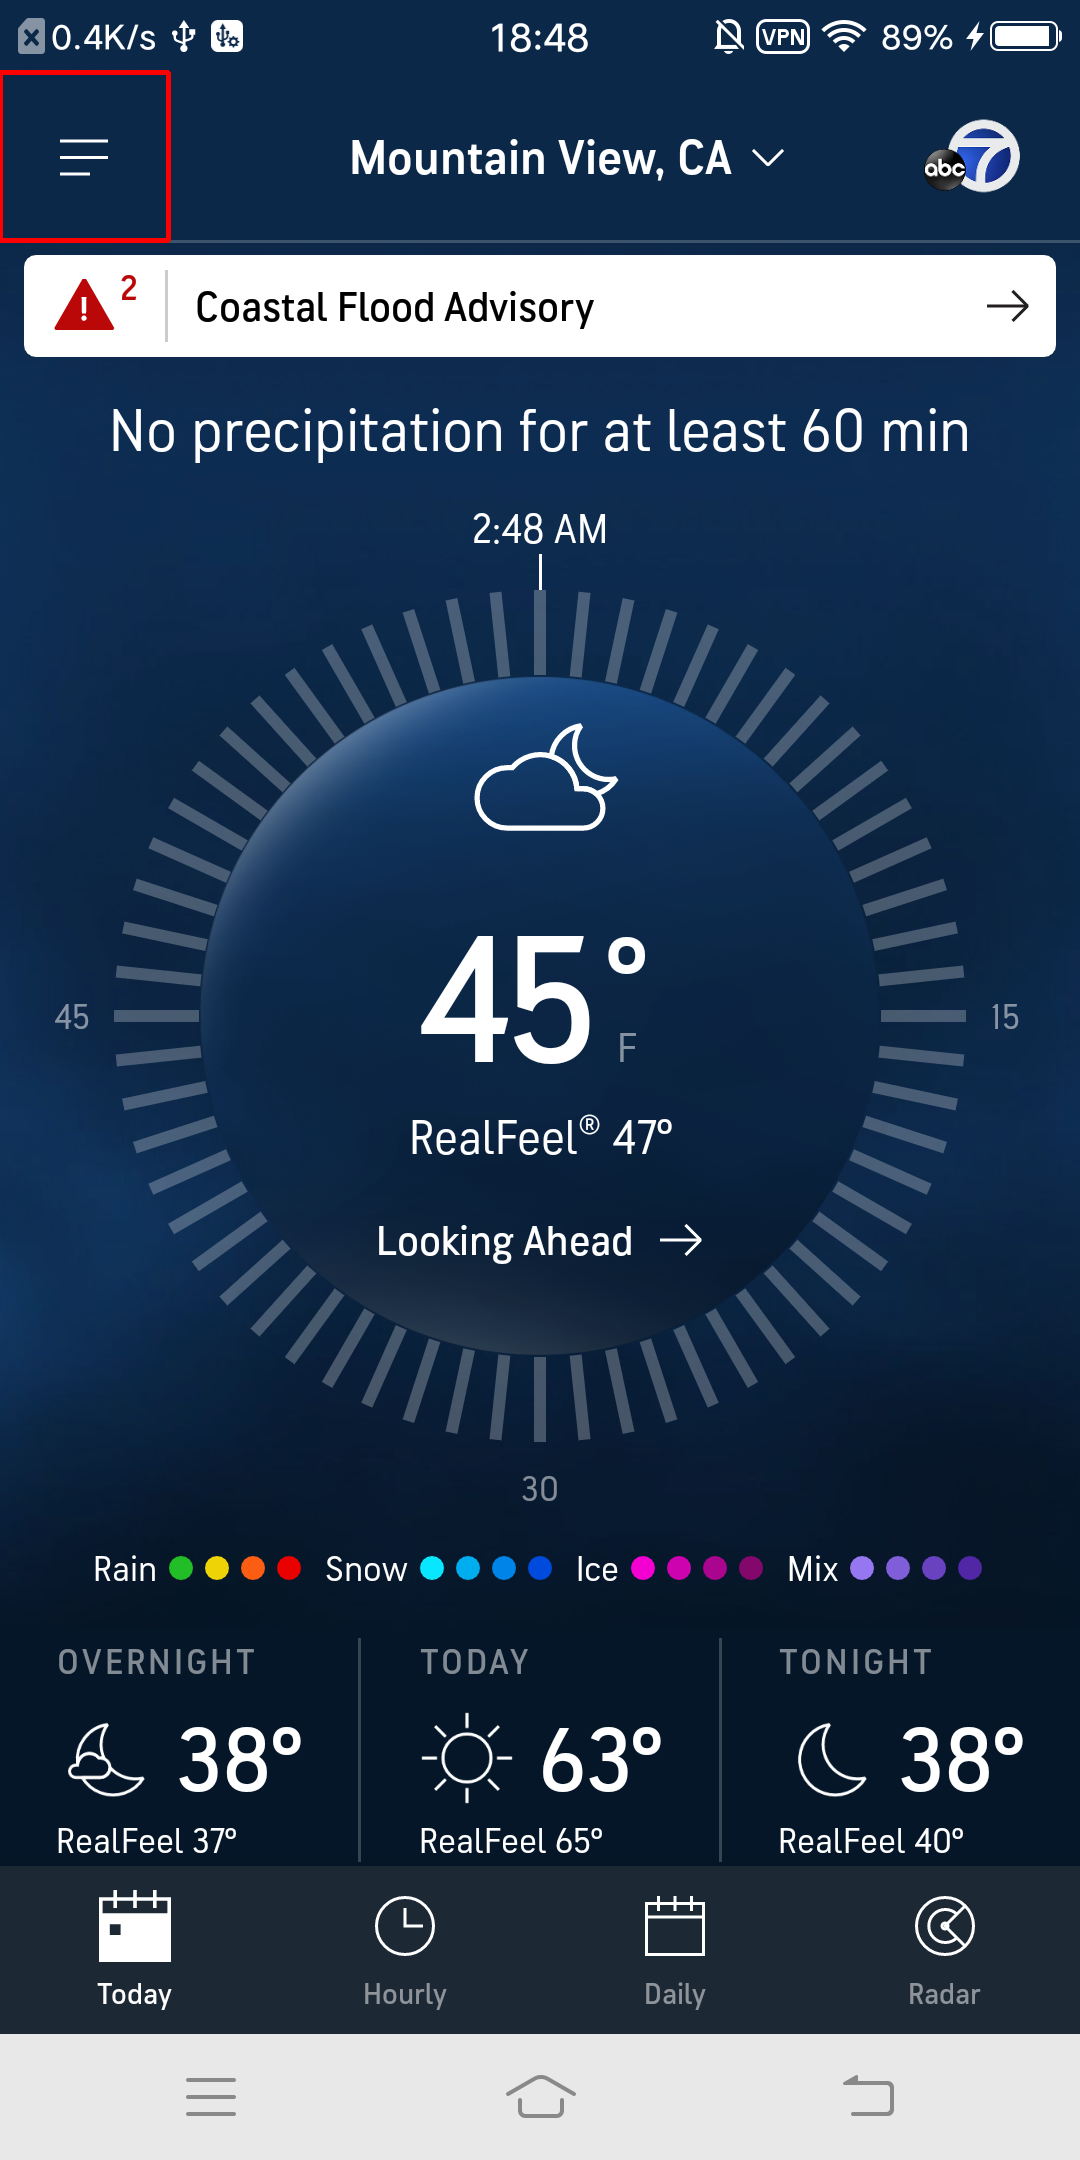 0.4K/s 18:48 VPN 89%
Mountain View, CA abc 7
2 Coastal Flood Advisory
No precipitation for at least 60 min
2:48 AM
45° F
45 15
RealFeel® 47°
Looking Ahead
30
Rain Snow Ice Mix
OVERNIGHT TODAY TONIGHT
38° 63° 38°
RealFeel 37° RealFeel 65° RealFeel 40°
Today Hourly Daily Radar